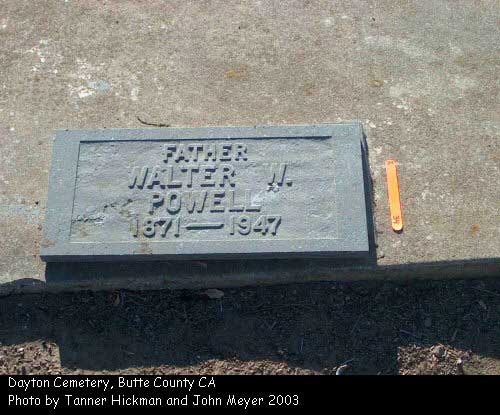 FATHER
WALTER W.
POWELL
1871—1947
Dayton Cemetery, Butte County CA
Photo by Tanner Hickman and John Meyer 2003